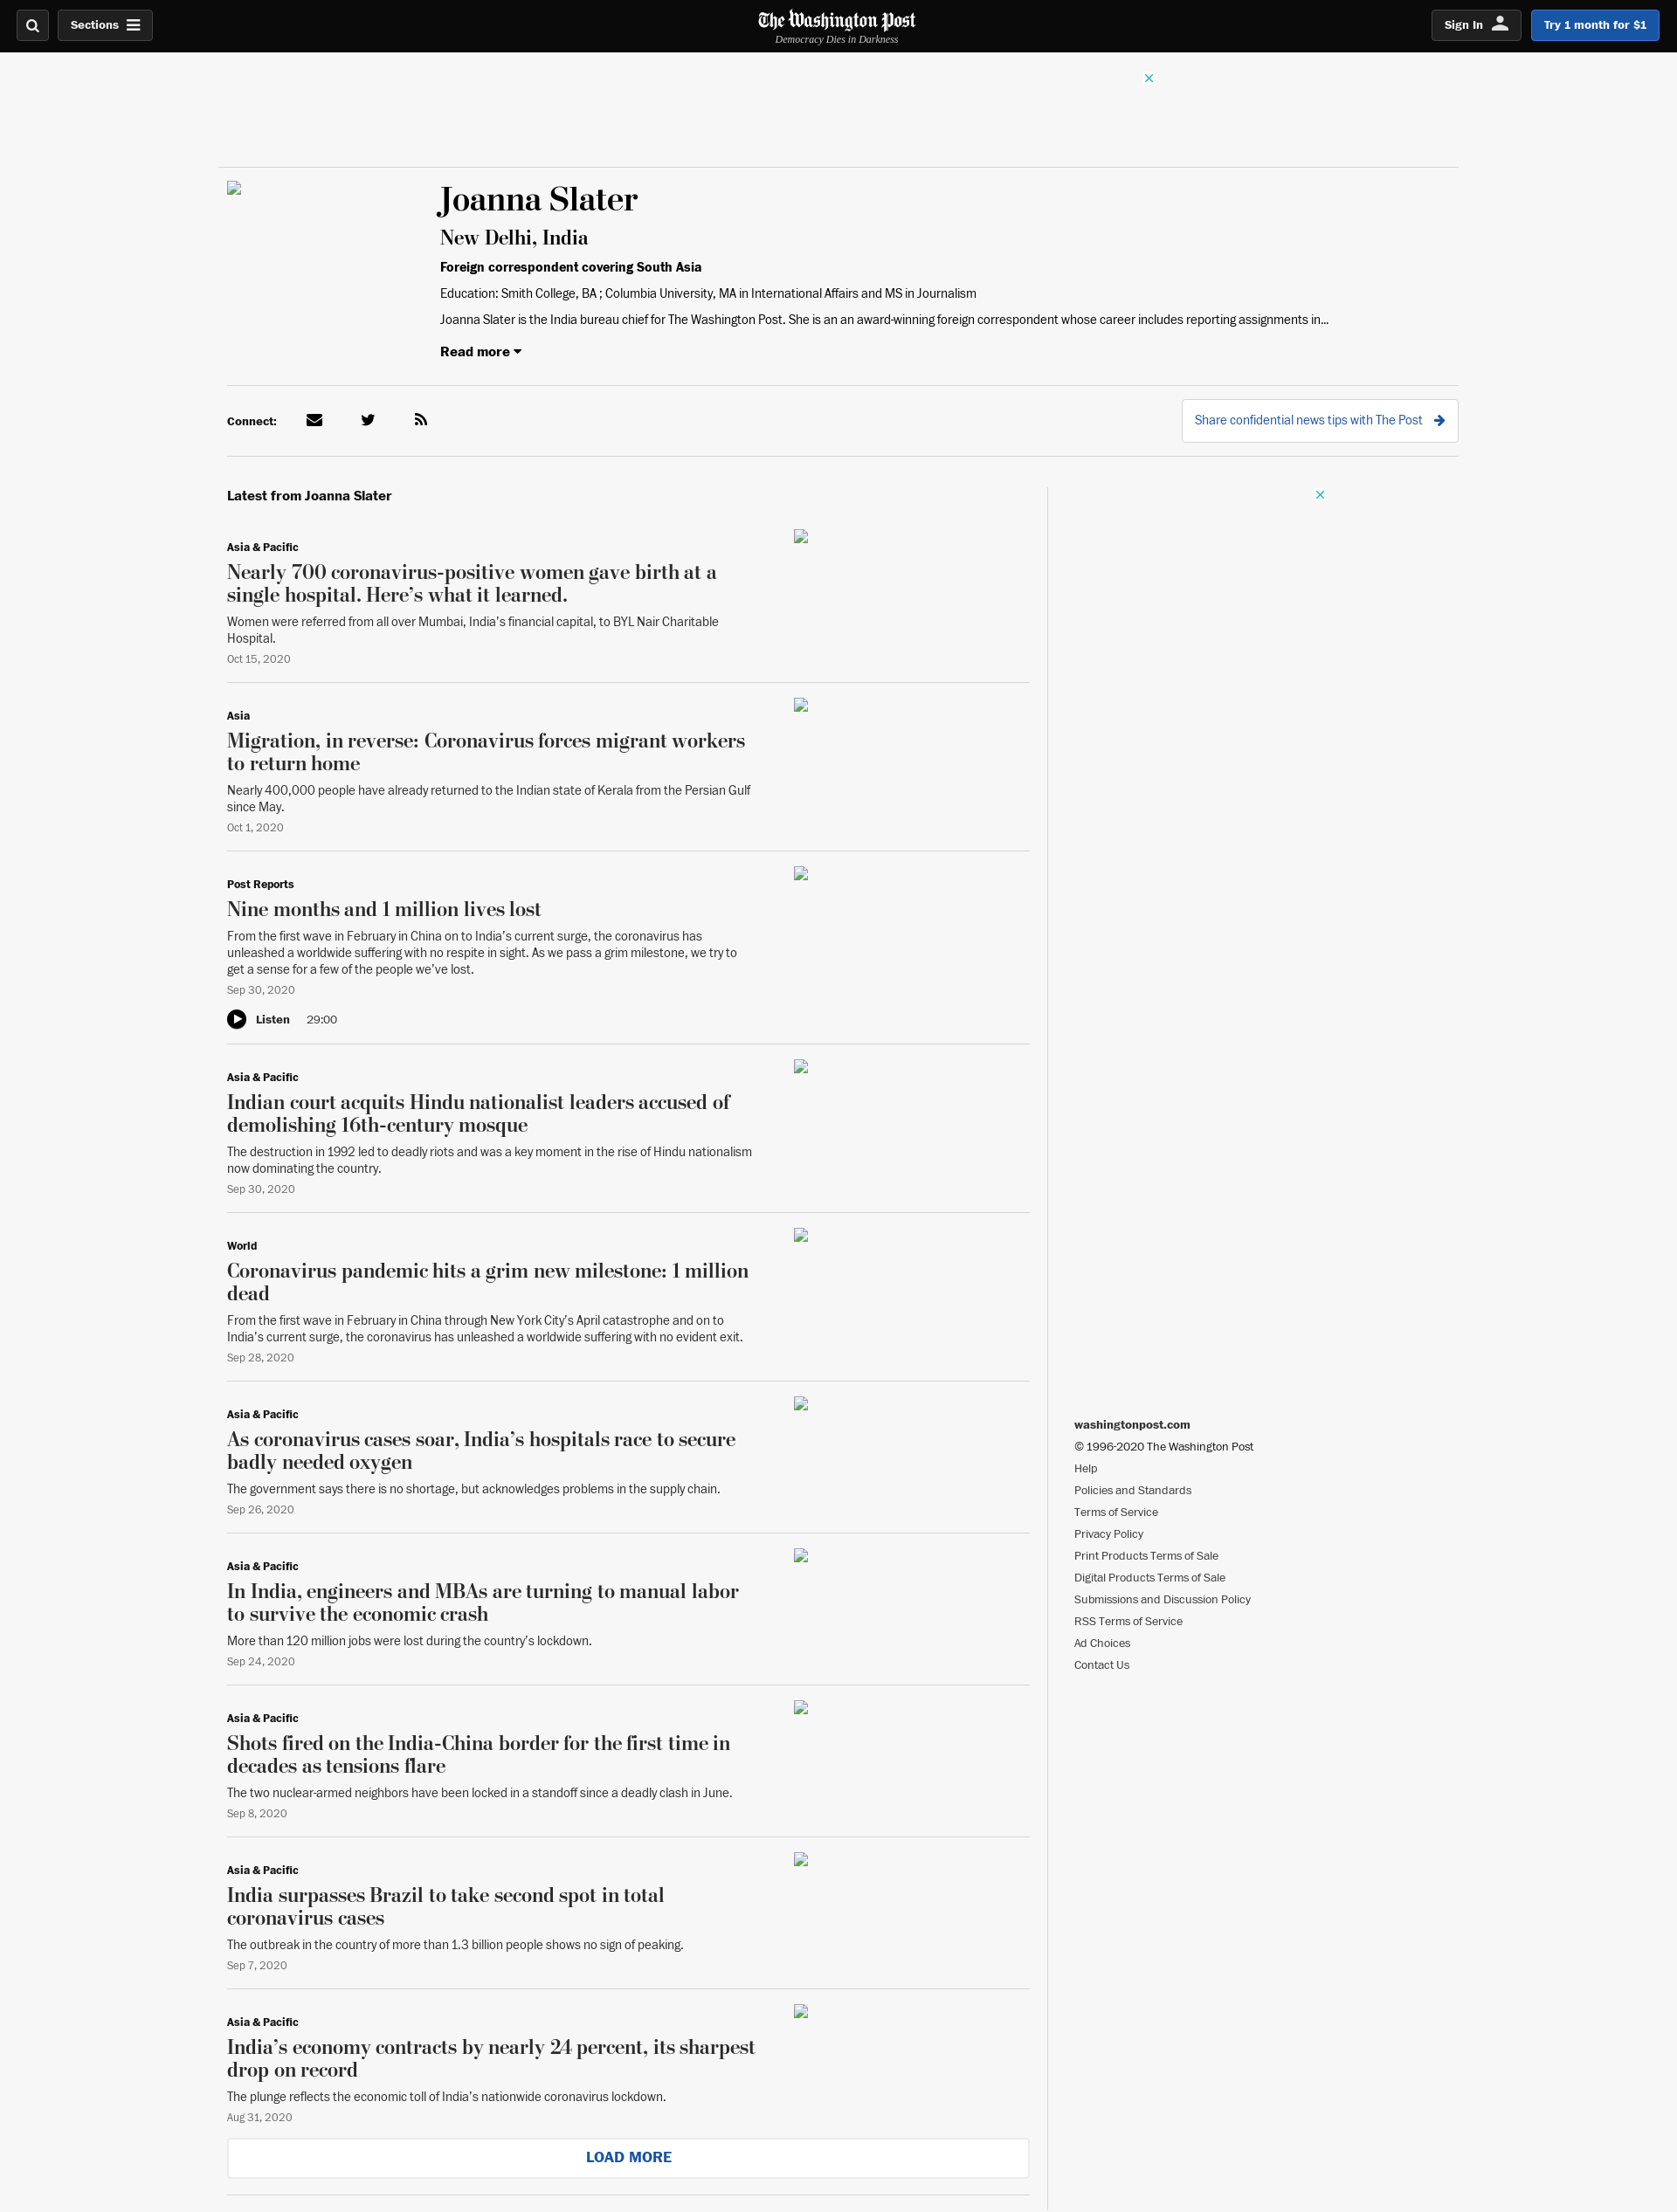 Sections
The Washington Post
Democracy Dies in Darkness
Sign In
Try 1 month for $1
Joanna Slater
New Delhi, India
Foreign correspondent covering South Asia
Education: Smith College, BA ; Columbia University, MA in International Affairs and MS in Journalism
Joanna Slater is the India bureau chief for The Washington Post. She is an an award-winning foreign correspondent whose career includes reporting assignments in...
Read more
Connect:
Share confidential news tips with The Post
Latest from Joanna Slater
Asia & Pacific
Nearly 700 coronavirus-positive women gave birth at a
single hospital. Here’s what it learned.
Women were referred from all over Mumbai, India’s financial capital, to BYL Nair Charitable
Hospital.
Oct 15, 2020
Asia
Migration, in reverse: Coronavirus forces migrant workers
to return home
Nearly 400,000 people have already returned to the Indian state of Kerala from the Persian Gulf
since May.
Oct 1, 2020
Post Reports
Nine months and 1 million lives lost
From the first wave in February in China on to India’s current surge, the coronavirus has
unleashed a worldwide suffering with no respite in sight. As we pass a grim milestone, we try to
get a sense for a few of the people we’ve lost.
Sep 30, 2020
Listen 29:00
Asia & Pacific
Indian court acquits Hindu nationalist leaders accused of
demolishing 16th-century mosque
The destruction in 1992 led to deadly riots and was a key moment in the rise of Hindu nationalism
now dominating the country.
Sep 30, 2020
World
Coronavirus pandemic hits a grim new milestone: 1 million
dead
From the first wave in February in China through New York City’s April catastrophe and on to
India’s current surge, the coronavirus has unleashed a worldwide suffering with no evident exit.
Sep 28, 2020
Asia & Pacific
As coronavirus cases soar, India’s hospitals race to secure
badly needed oxygen
The government says there is no shortage, but acknowledges problems in the supply chain.
Sep 26, 2020
Asia & Pacific
In India, engineers and MBAs are turning to manual labor
to survive the economic crash
More than 120 million jobs were lost during the country’s lockdown.
Sep 24, 2020
Asia & Pacific
Shots fired on the India-China border for the first time in
decades as tensions flare
The two nuclear-armed neighbors have been locked in a standoff since a deadly clash in June.
Sep 8, 2020
Asia & Pacific
India surpasses Brazil to take second spot in total
coronavirus cases
The outbreak in the country of more than 1.3 billion people shows no sign of peaking.
Sep 7, 2020
Asia & Pacific
India’s economy contracts by nearly 24 percent, its sharpest
drop on record
The plunge reflects the economic toll of India’s nationwide coronavirus lockdown.
Aug 31, 2020
LOAD MORE
washingtonpost.com
© 1996-2020 The Washington Post
Help
Policies and Standards
Terms of Service
Privacy Policy
Print Products Terms of Sale
Digital Products Terms of Sale
Submissions and Discussion Policy
RSS Terms of Service
Ad Choices
Contact Us